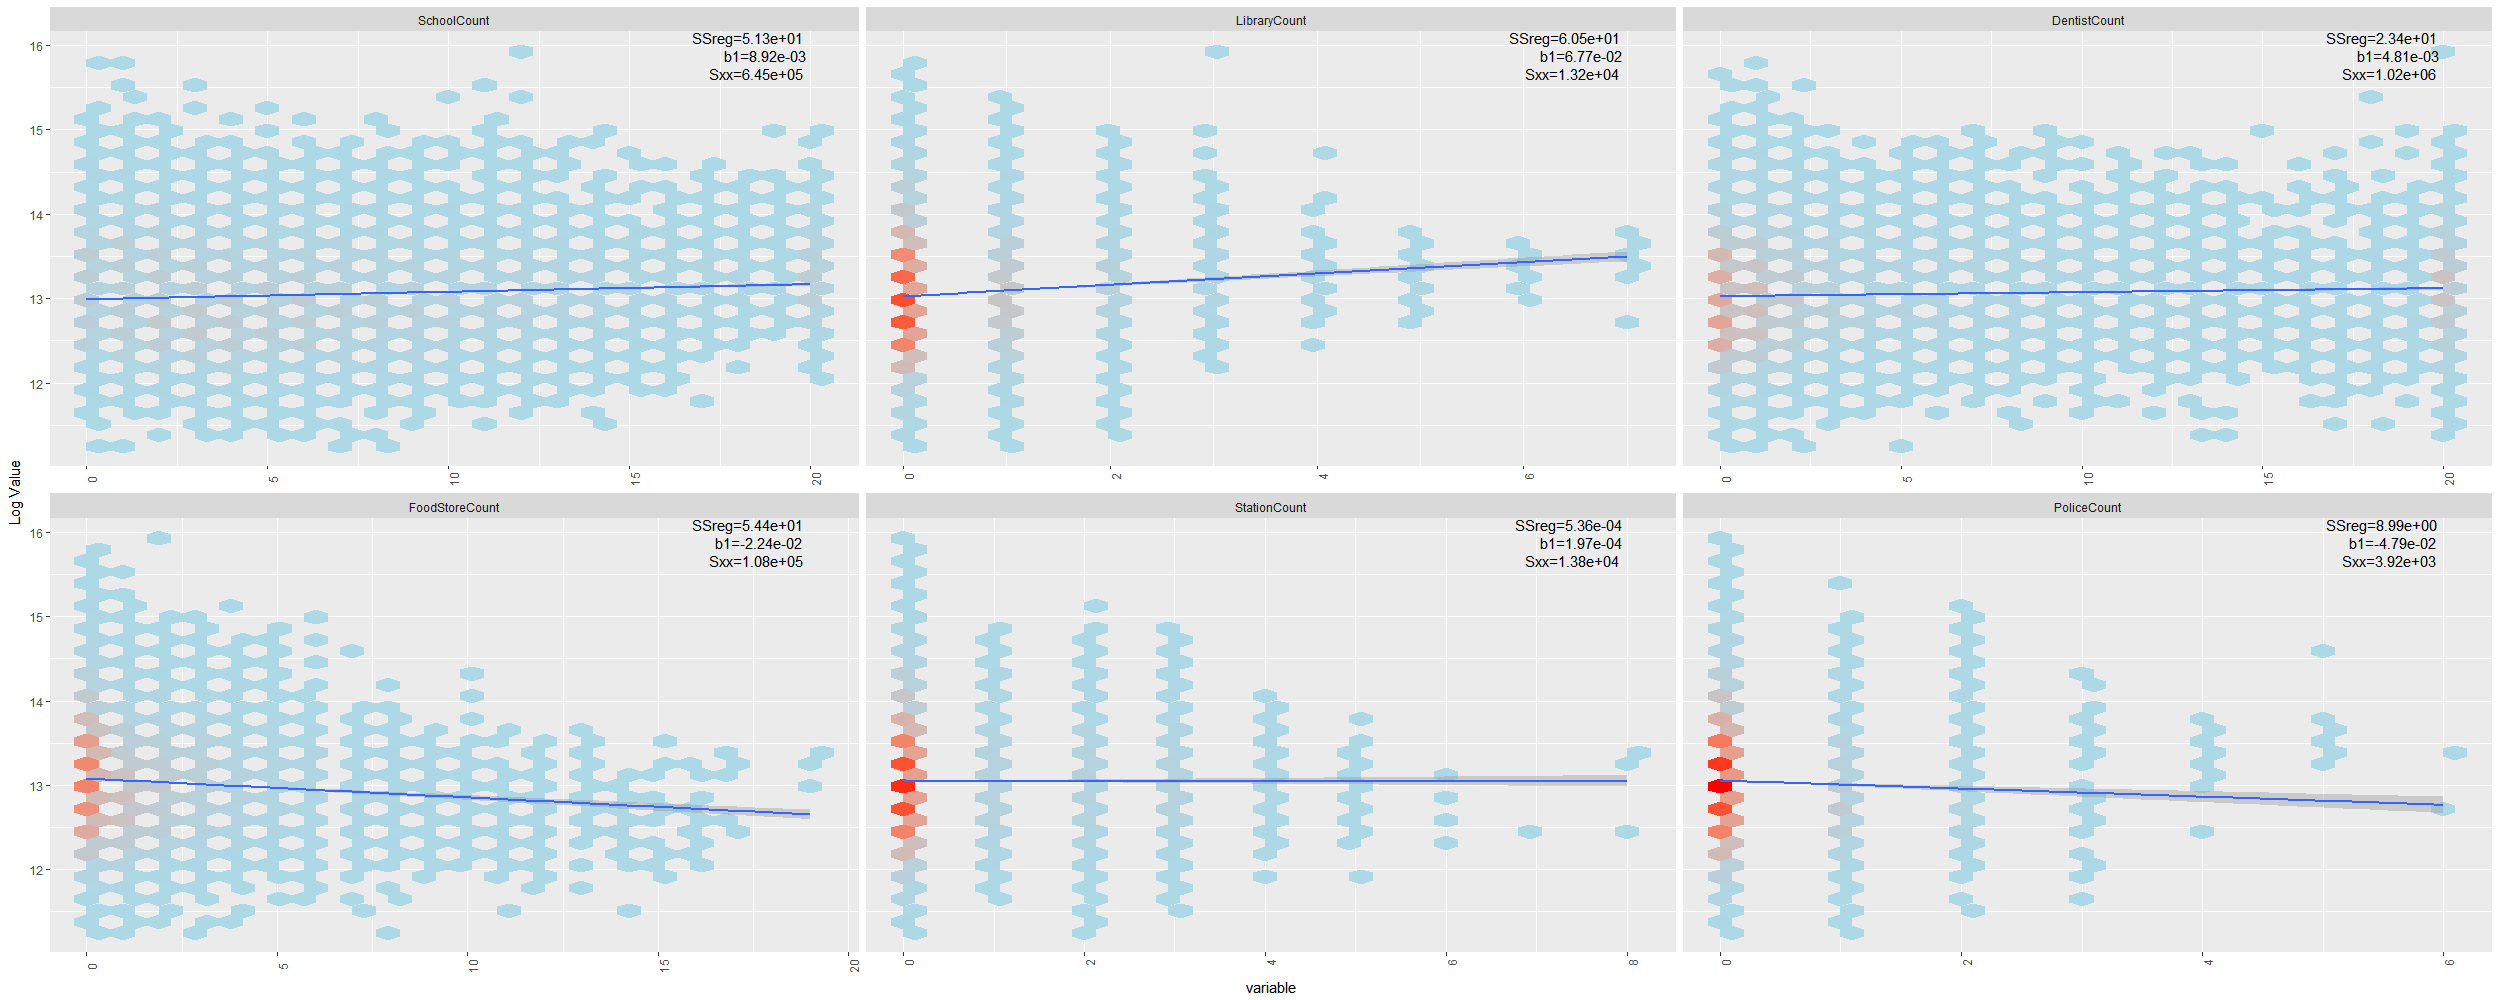 SchoolCount
SSreg=5.13e+01
b1=8.92e-03
Sxx=6.45e+05
16
15
14
13
12
0
5
10
15
20
LibraryCount
SSreg=6.05e+01
b1=6.77e-02
Sxx=1.32e+04
0
2
4
6
DentistCount
SSreg=2.34e+01
b1=4.81e-03
Sxx=1.02e+06
0
5
10
15
20
Log Value
FoodStoreCount
SSreg=5.44e+01
b1=-2.24e-02
Sxx=1.08e+05
16
15
14
13
12
0
5
10
15
20
StationCount
SSreg=5.36e-04
b1=1.97e-04
Sxx=1.38e+04
0
2
4
6
8
PoliceCount
SSreg=8.99e+00
b1=-4.79e-02
Sxx=3.92e+03
0
2
4
6
variable